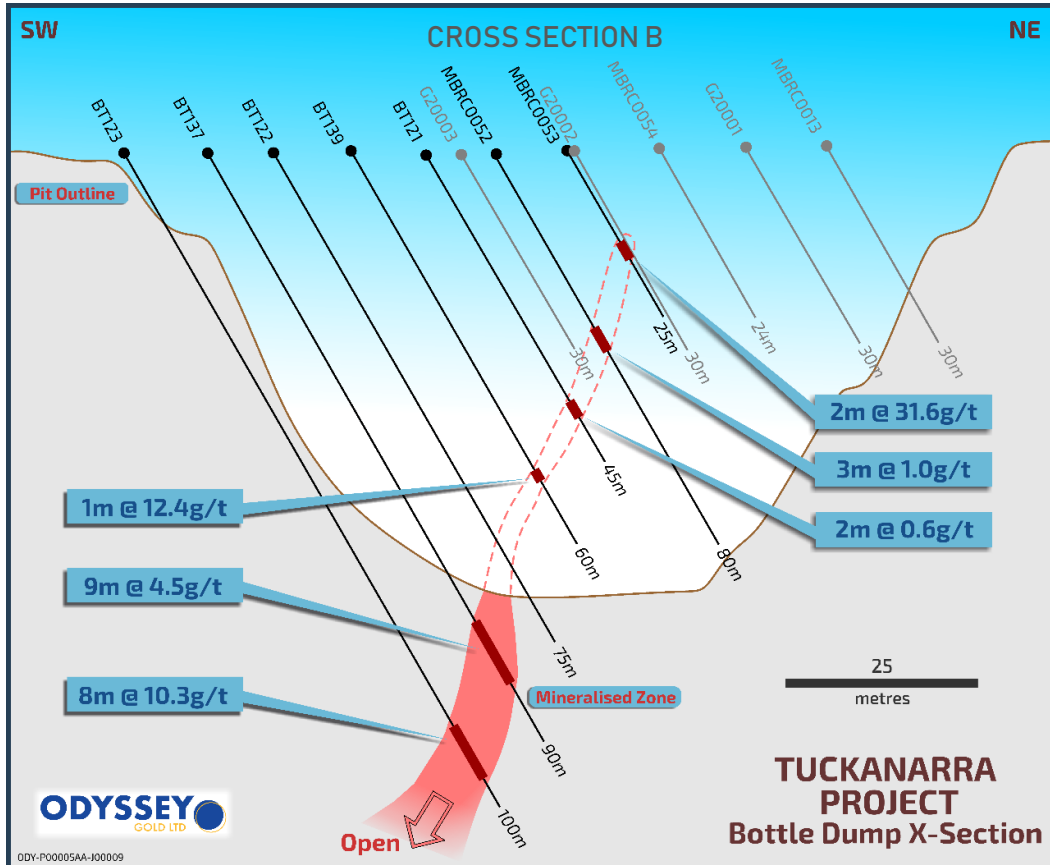 SW
CROSS SECTION B
NE
BT123
BT137
BT122
BT139
BT121
G20003
MBRC0052
MBRC0053
G20002
MBRC0054
G20001
MBRC0013
Pit Outline
25m
24m
30m
30m
30m
30m
2m @ 31.6g/t
3m @ 1.0g/t
45m
1m @ 12.4g/t
2m @ 0.6g/t
60m
80m
9m @ 4.5g/t
75m
25
metres
8m @ 10.3g/t
Mineralised Zone
90m
100m
Open
TUCKANARRA
PROJECT
Bottle Dump X-Section
ODYSSEY
GOLD LTD
ODY-P00005AA-J00009